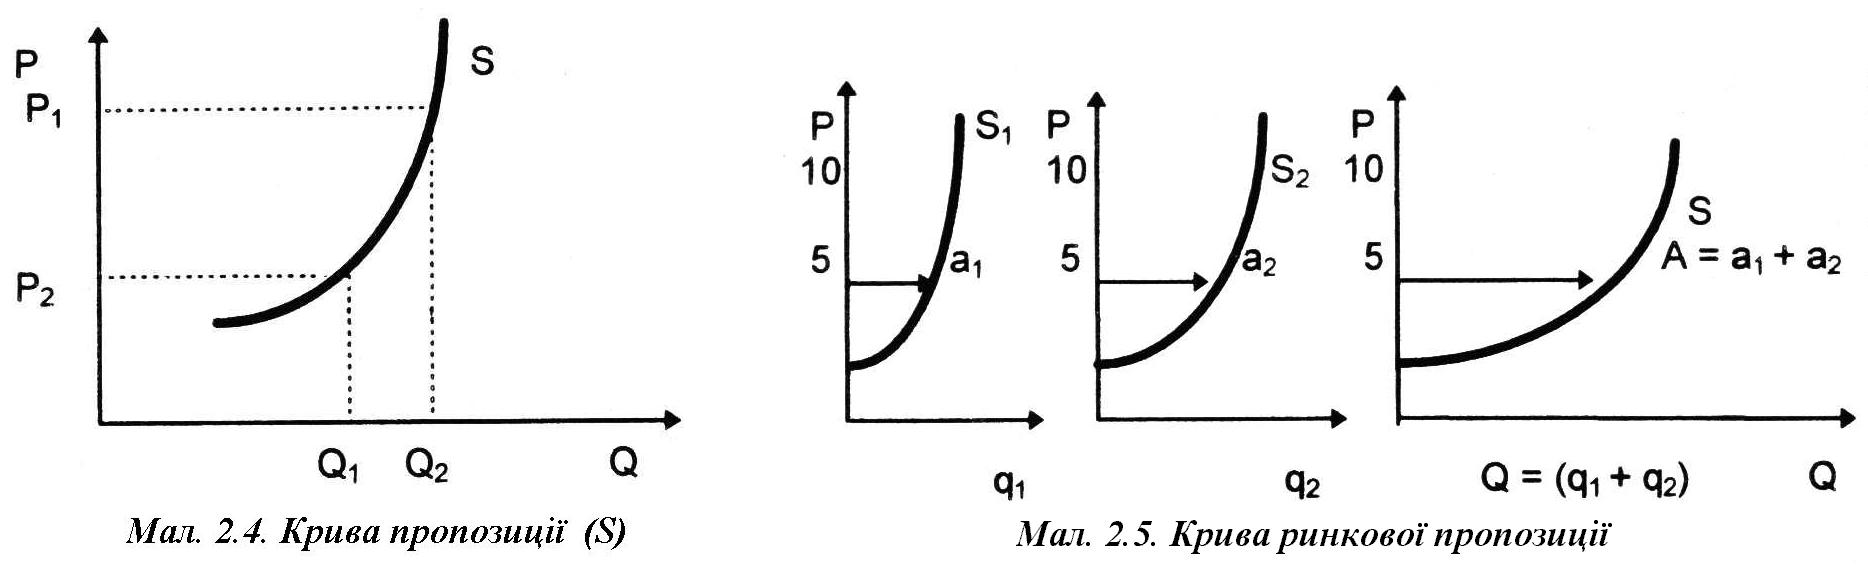 P
S
P₁
P₂
Q₁
Q₂
Q
Мал. 2.4. Крива пропозиції (S)
P
10
5
S₁
a₁
q₁
P
10
5
S₂
a₂
q₂
P
10
5
S
A = a₁ + a₂
Q = (q₁ + q₂)
Q
Мал. 2.5. Крива ринкової пропозиції